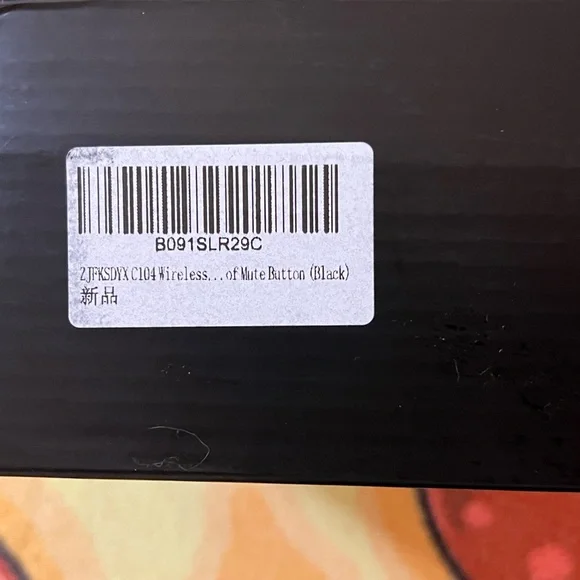 B091SLR29C
ZJFKSDYX C104 Wireless,...of Mute Button (Black)
新品